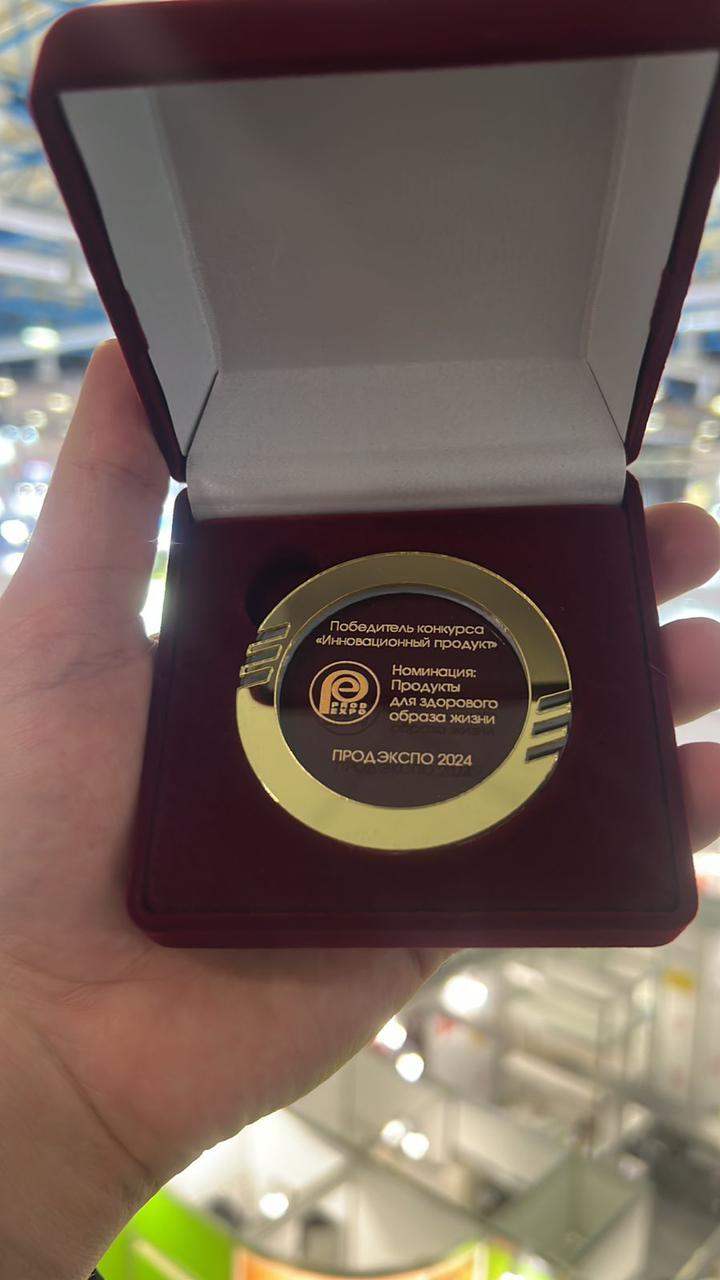 Победитель конкурса
«Инновационный продукт»
Номинация:
Продукты
для здорового
образа жизни
PROD
EXPO
ПРОДЭКСПО 2024